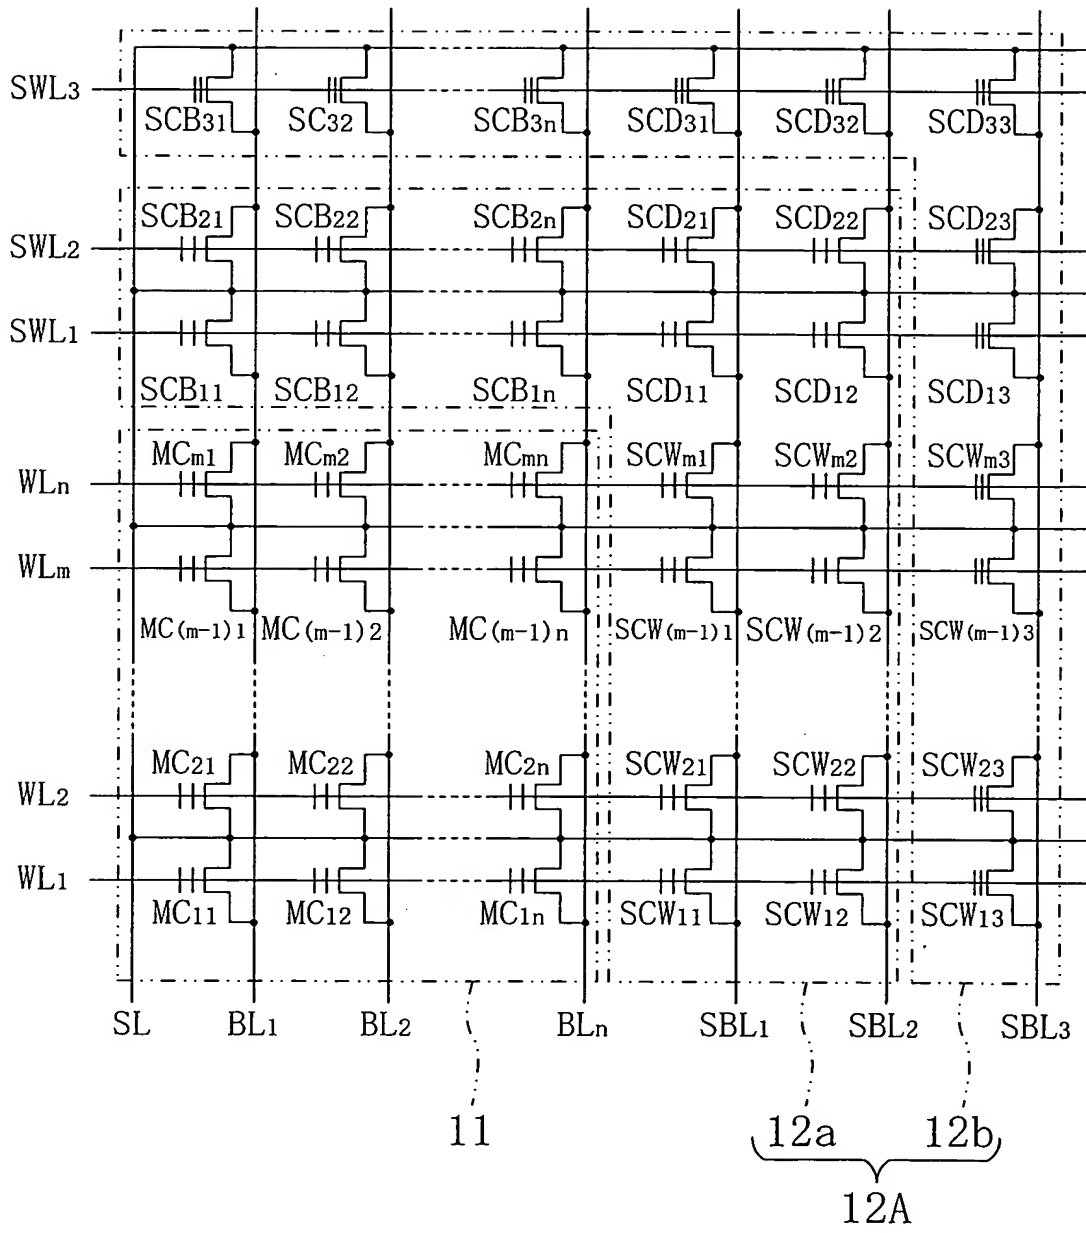 SWL3
SCB31 SC32 SCB3n SCD31 SCD32 SCD33
SCB21 SCB22 SCB2n SCD21 SCD22 SCD23
SWL2
SWL1
SCB11 SCB12 SCB1n SCD11 SCD12 SCD13
MCm1 MCm2 MCmn SCWm1 SCWm2 SCWm3
WLn
WLm
MC(m-1)1 MC(m-1)2 MC(m-1)n SCW(m-1)1 SCW(m-1)2 SCW(m-1)3
MC21 MC22 MC2n SCW21 SCW22 SCW23
WL2
WL1
MC11 MC12 MC1n SCW11 SCW12 SCW13
SL BL1 BL2 BLn SBL1 SBL2 SBL3
11 12a 12b
12A